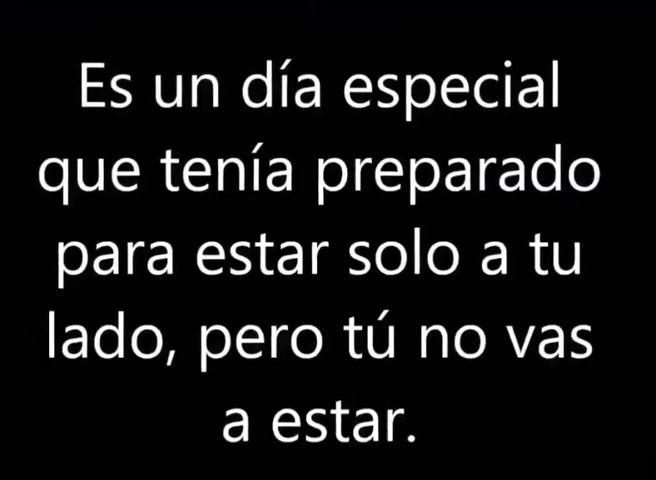 Es un día especial
que tenía preparado
para estar solo a tu
lado, pero tú no vas
a estar.